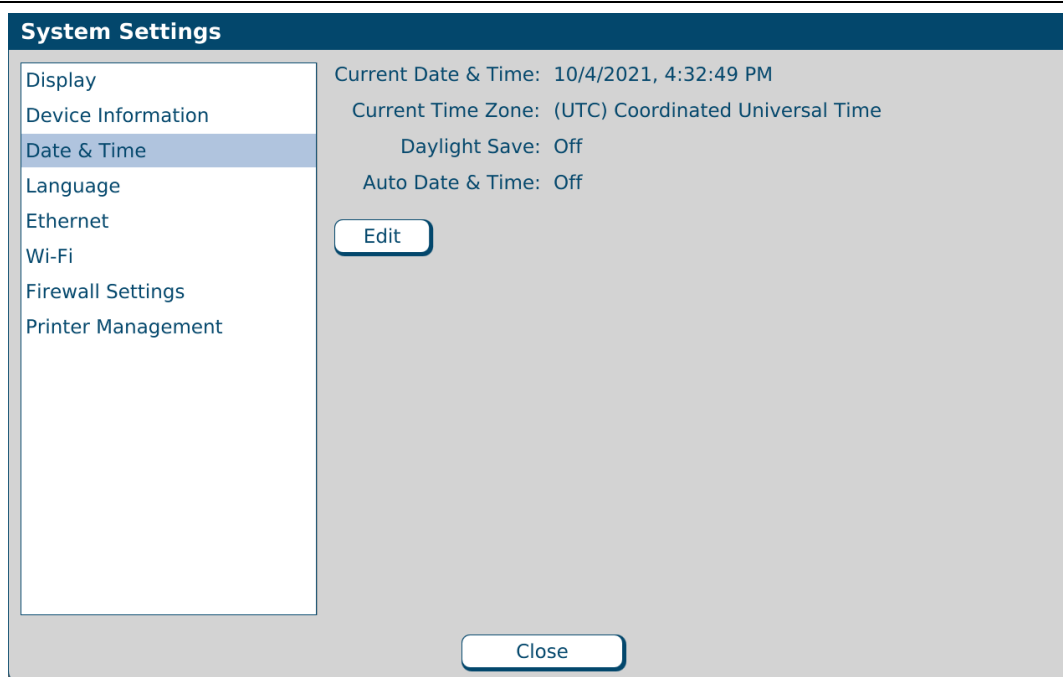 System Settings
Display
Device Information
Date & Time
Language
Ethernet
Wi-Fi
Firewall Settings
Printer Management
Current Date & Time: 10/4/2021, 4:32:49 PM
Current Time Zone: (UTC) Coordinated Universal Time
Daylight Save: Off
Auto Date & Time: Off
Edit
Close